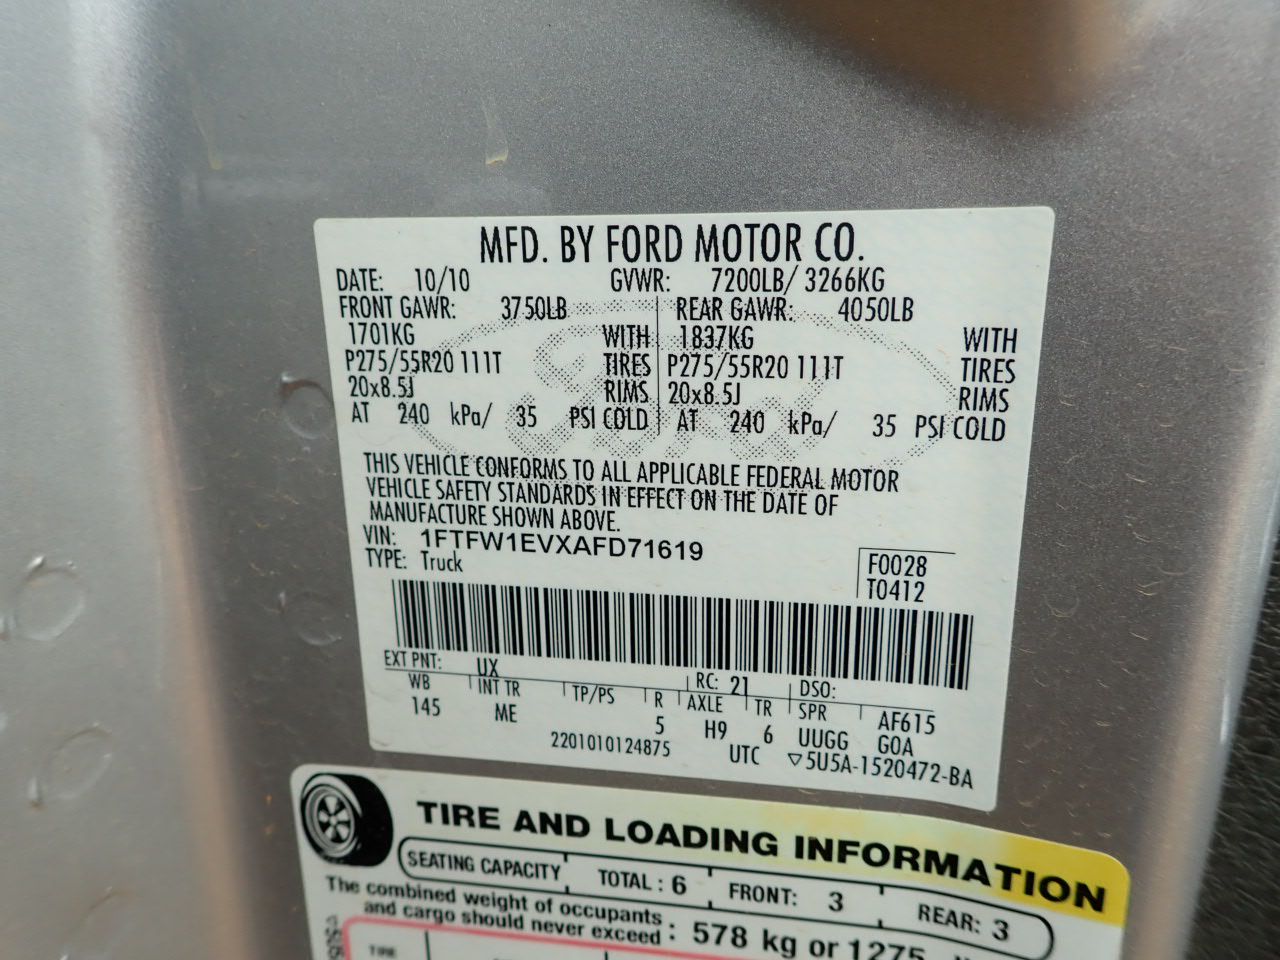 MFD. BY FORD MOTOR CO.
DATE: 10/10 GVWR: 7200LB/ 3266KG
FRONT GAWR: 3750LB REAR GAWR: 4050LB
1701KG WITH 1837KG WITH
P275/55R20 111T TIRES P275/55R20 111T TIRES
20x8.5J RIMS 20x8.5J RIMS
AT 240 kPa/ 35 PSI COLD AT 240 kPa/ 35 PSI COLD
THIS VEHICLE CONFORMS TO ALL APPLICABLE FEDERAL MOTOR
VEHICLE SAFETY STANDARDS IN EFFECT ON THE DATE OF
MANUFACTURE SHOWN ABOVE.
VIN: 1FTFW1EVXAFD71619
TYPE: Truck
F0028
T0412
EXT PNT: UX RC: 21 DSO:
WB INT TR TP/PS R AXLE TR SPR AF615
145 ME 5 H9 6 UUGG GOA
2201010124875 UTC ▽5U5A-1520472-BA
TIRE AND LOADING INFORMATION
SEATING CAPACITY TOTAL : 6 FRONT: 3 REAR: 3
The combined weight of occupants
and cargo should never exceed : 578 kg or 1275
TIRE